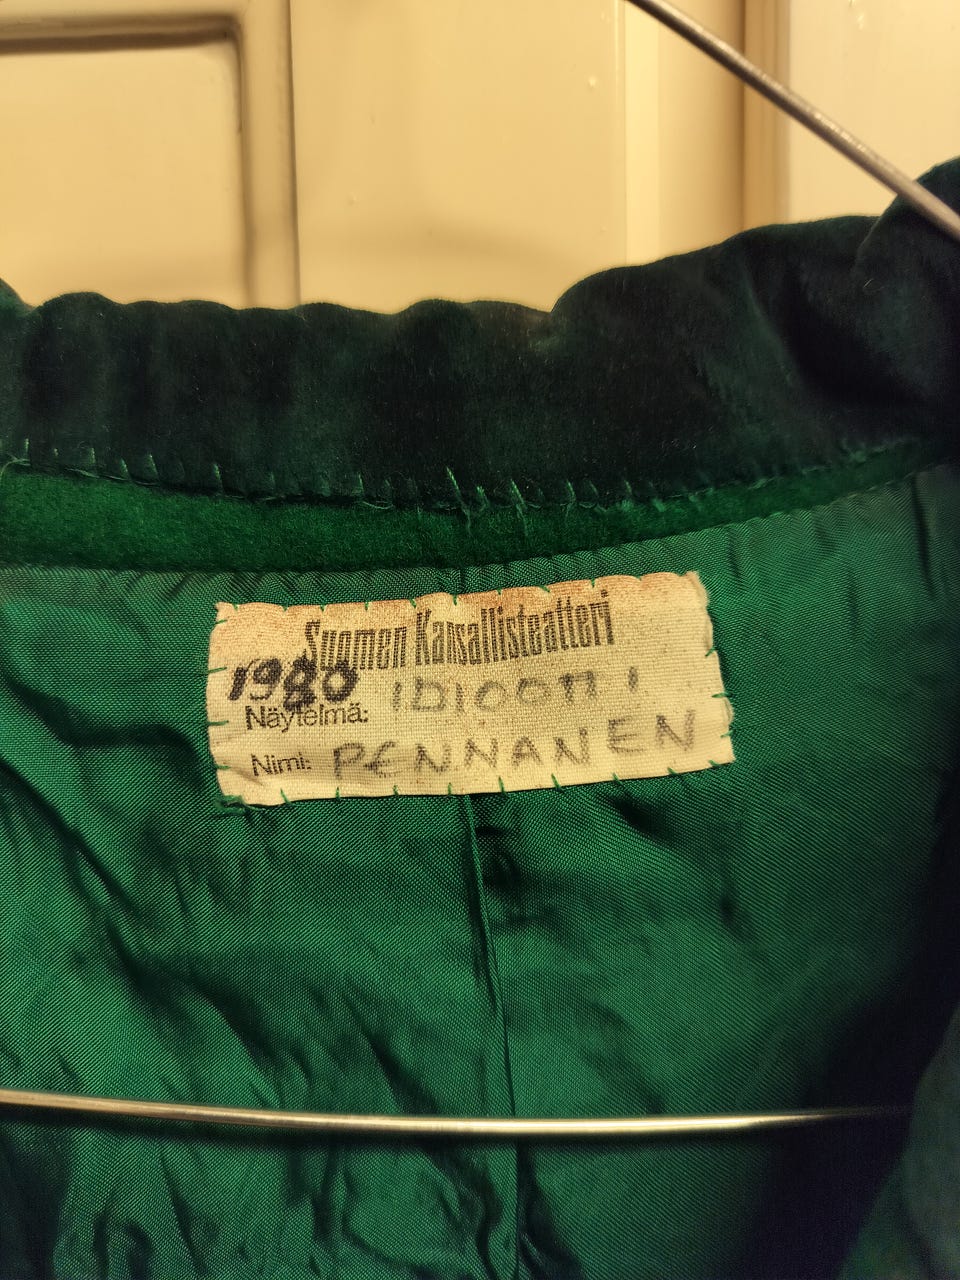 Suomen Kansallisteatteri
1980
Näytelmä: IDIOOTTI
Nimi: PENNANEN